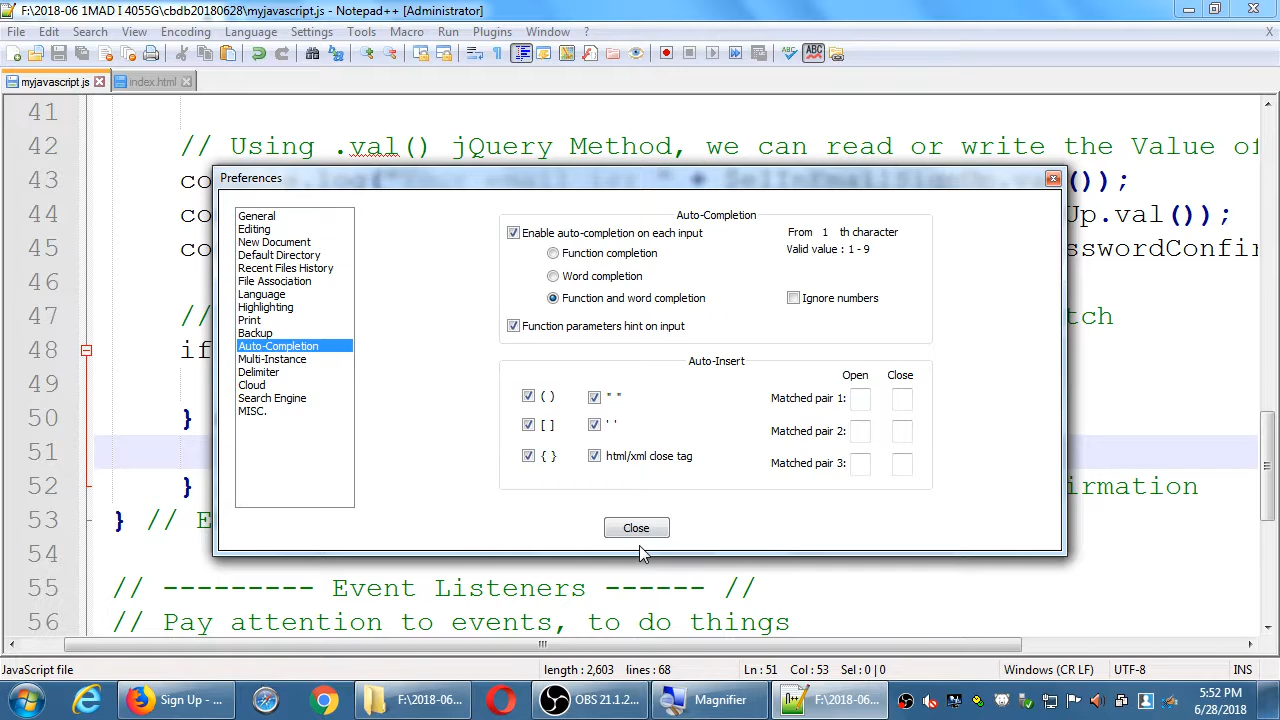 F:\2018-06 1MAD I 4055G\cbdb20180628\myjavascript.js - Notepad++ [Administrator]
File Edit Search View Encoding Language Settings Tools Macro Run Plugins Window ? X
myjavascript.js index.html
41
42 // Using .val() jQuery Method, we can read or write the Value of
Preferences
43 co ());
44 co Up.val());
45 co sswordConfir
47 // tch
48 if
49
50 }
51
52 } irmation
53 } // E
54
55 // --------- Event Listeners ------ //
56 // Pay attention to events, to do things
General
Editing
New Document
Default Directory
Recent Files History
File Association
Language
Highlighting
Print
Backup
Auto-Completion
Multi-Instance
Delimiter
Cloud
Search Engine
MISC.
Auto-Completion
Enable auto-completion on each input
From 1 th character
Valid value : 1 - 9
Function completion
Word completion
Function and word completion
Ignore numbers
Function parameters hint on input
Auto-Insert
Open Close
( ) " " Matched pair 1:
[ ] ' ' Matched pair 2:
{ } html/xml close tag Matched pair 3:
Close
JavaScript file length : 2,603 lines : 68 Ln : 51 Col : 53 Sel : 0 | 0 Windows (CR LF) UTF-8 INS
Sign Up - ... F:\2018-06 ... OBS 21.1.2... Magnifier F:\2018-06 ... 5:52 PM
6/28/2018